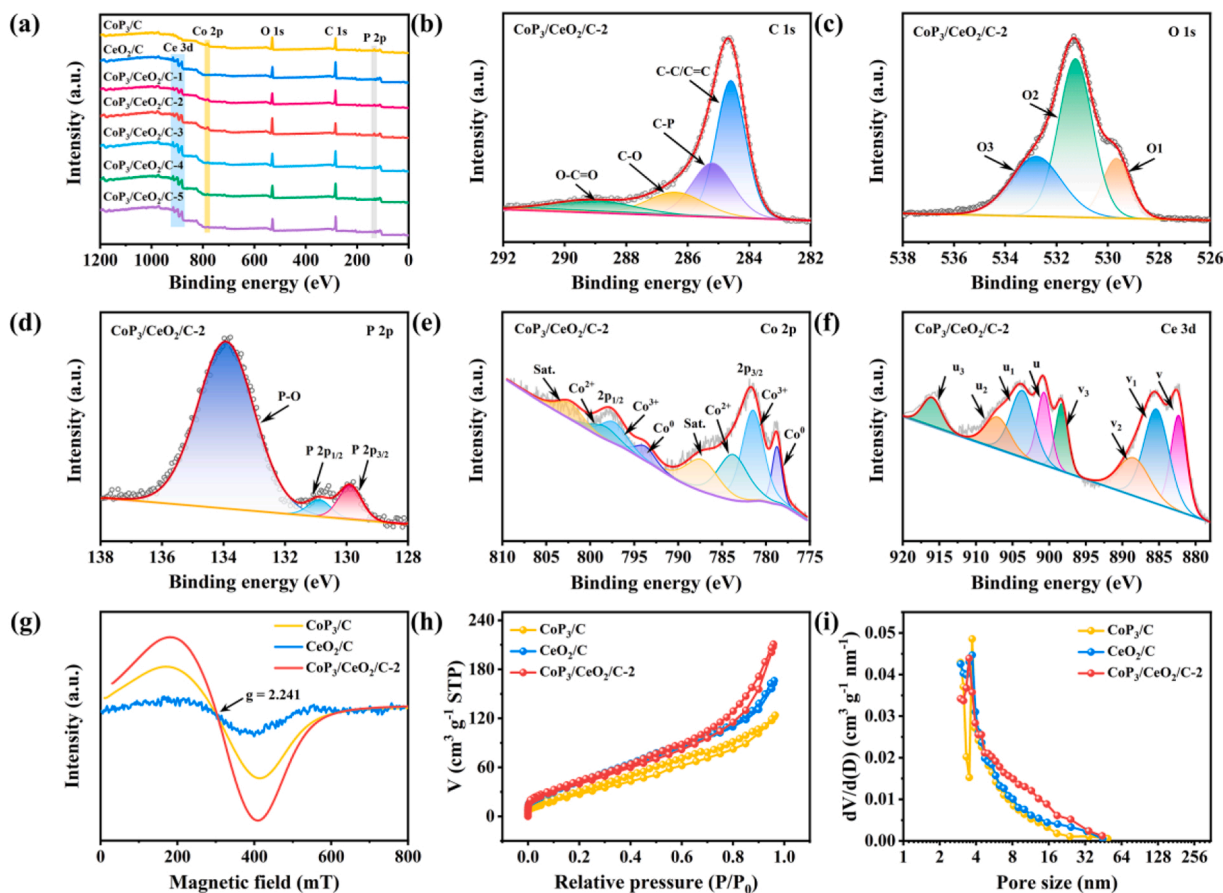 (a)
CoP3/C
CeO2/C
Ce 3d
Co 2p
O 1s
C 1s
P 2p
CoP3/CeO2/C-1
CoP3/CeO2/C-2
CoP3/CeO2/C-3
CoP3/CeO2/C-4
CoP3/CeO2/C-5
Intensity (a.u.)
1200 1000 800 600 400 200 0
Binding energy (eV)
(b)
CoP3/CeO2/C-2
C 1s
C-C/C=C
C-P
C-O
O-C=O
Intensity (a.u.)
292 290 288 286 284 282
Binding energy (eV)
(c)
CoP3/CeO2/C-2
O 1s
O2
O3
O1
Intensity (a.u.)
538 536 534 532 530 528 526
Binding energy (eV)
(d)
CoP3/CeO2/C-2
P 2p
P-O
P 2p1/2
P 2p3/2
Intensity (a.u.)
138 136 134 132 130 128
Binding energy (eV)
(e)
CoP3/CeO2/C-2
Co 2p
Sat.
Co2+
2p1/2
Co3+
Co0
Sat.
Co2+
2p3/2
Co3+
Co0
Intensity (a.u.)
810 805 800 795 790 785 780 775
Binding energy (eV)
(f)
CoP3/CeO2/C-2
Ce 3d
u3
u2
u1
u
v3
v2
v1
v
Intensity (a.u.)
920 915 910 905 900 895 890 885 880
Binding energy (eV)
(g)
CoP3/C
CeO2/C
CoP3/CeO2/C-2
g = 2.241
Intensity (a.u.)
0 200 400 600 800
Magnetic field (mT)
(h)
CoP3/C
CeO2/C
CoP3/CeO2/C-2
V (cm3 g-1 STP)
240
180
120
60
0
0.0 0.2 0.4 0.6 0.8 1.0
Relative pressure (P/P0)
(i)
CoP3/C
CeO2/C
CoP3/CeO2/C-2
dV/d(D) (cm3 g-1 nm-1)
0.05
0.04
0.03
0.02
0.01
0.00
1 2 4 8 16 32 64 128 256
Pore size (nm)